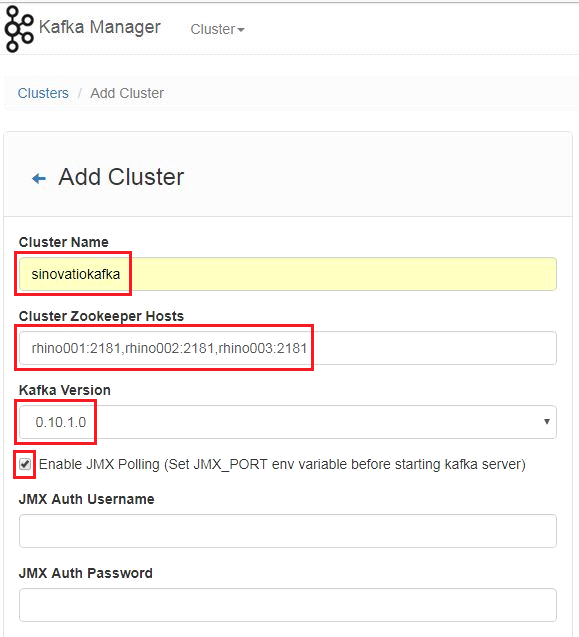 Kafka Manager Cluster
Clusters / Add Cluster
Add Cluster
Cluster Name
sinovatiokafka
Cluster Zookeeper Hosts
rhino001:2181,rhino002:2181,rhino003:2181
Kafka Version
0.10.1.0
Enable JMX Polling (Set JMX_PORT env variable before starting kafka server)
JMX Auth Username
JMX Auth Password